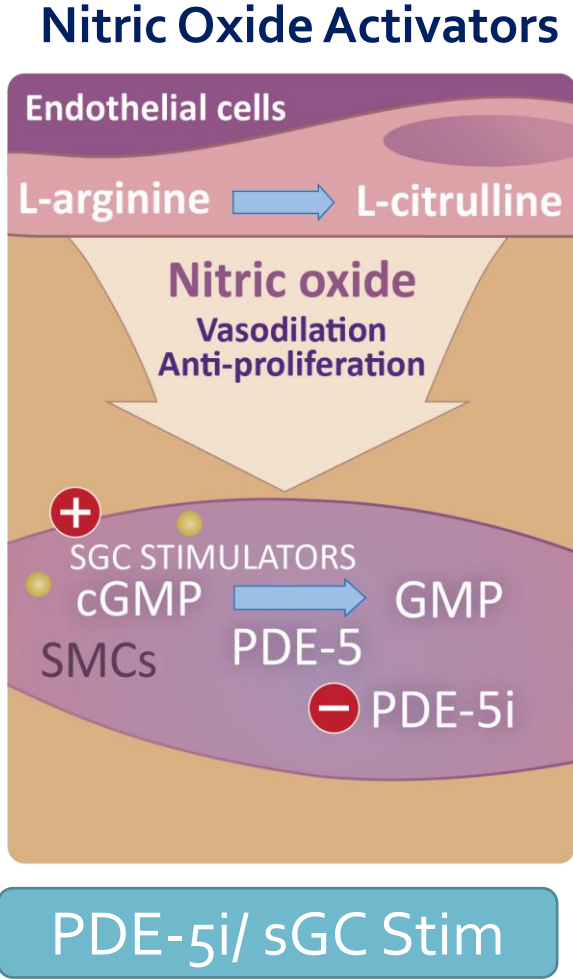 Nitric Oxide Activators
Endothelial cells
L-arginine L-citrulline
Nitric oxide
Vasodilation
Anti-proliferation
+
SGC STIMULATORS
cGMP GMP
SMCs PDE-5
− PDE-5i
PDE-5i/ sGC Stim